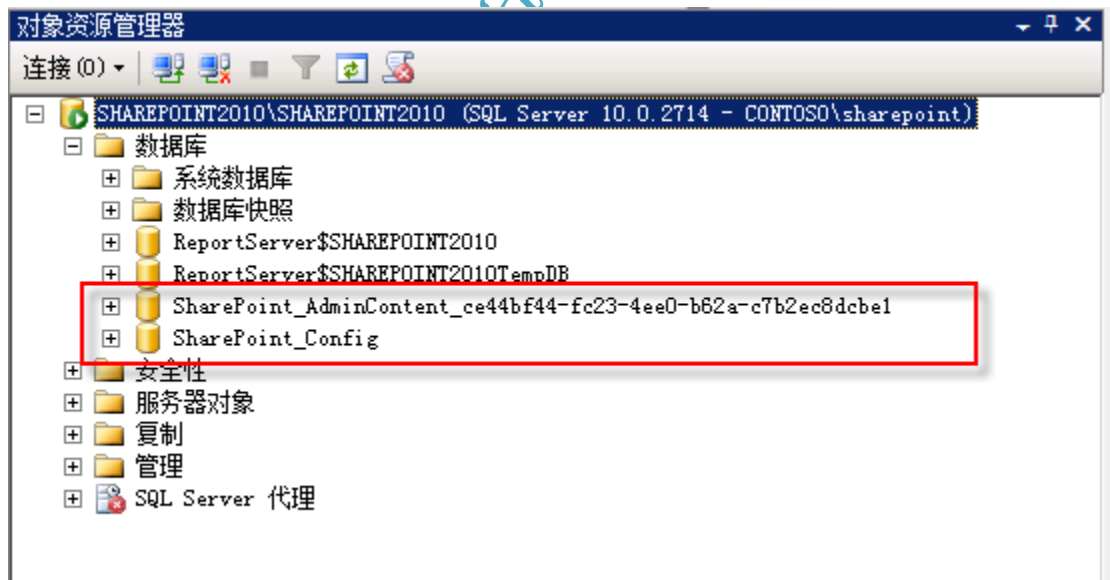 对象资源管理器
连接(O)
SHAREPOINT2010\SHAREPOINT2010 (SQL Server 10.0.2714 - CONTOSO\sharepoint)
数据库
系统数据库
数据库快照
ReportServer$SHAREPOINT2010
ReportServer$SHAREPOINT2010TempDB
SharePoint_AdminContent_ce44bf44-fc23-4ee0-b62a-c7b2ec8dcbe1
SharePoint_Config
安全性
服务器对象
复制
管理
SQL Server 代理